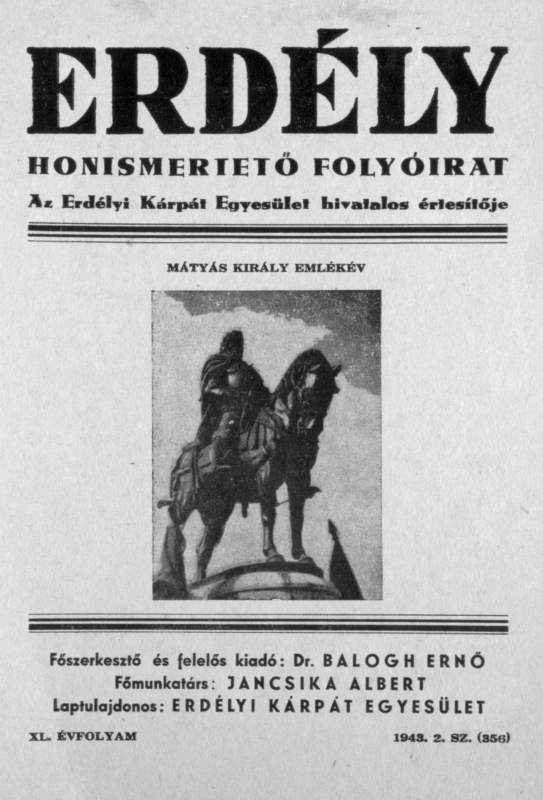 ERDÉLY
HONISMERTETŐ FOLYÓIRAT
Az Erdélyi Kárpát Egyesület hivatalos értesítője
MÁTYÁS KIRÁLY EMLÉKÉV
Főszerkesztő és felelős kiadó: Dr. BALOGH ERNŐ
Főmunkatárs: JANCSIKA ALBERT
Laptulajdonos: ERDÉLYI KÁRPÁT EGYESÜLET
XL. ÉVFOLYAM 1943. 2. SZ. (356)